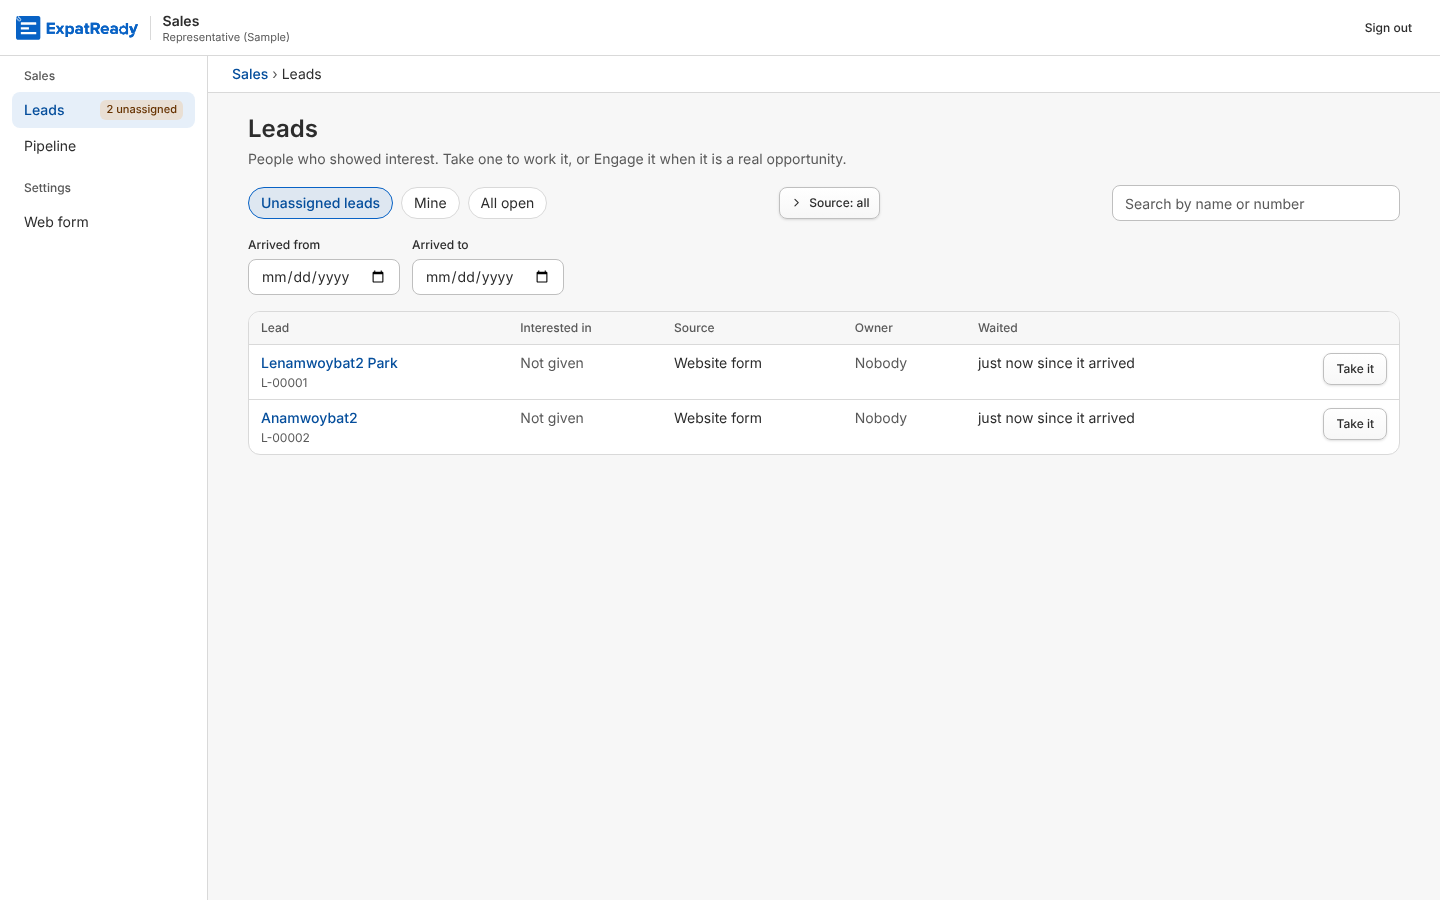 ExpatReady
Sales
Representative (Sample)
Sign out
Sales
Leads
2 unassigned
Pipeline
Settings
Web form
Sales › Leads
Leads
People who showed interest. Take one to work it, or Engage it when it is a real opportunity.
Unassigned leads
Mine
All open
Source: all
Search by name or number
Arrived from
Arrived to
mm/dd/yyyy
mm/dd/yyyy
Lead Interested in Source Owner Waited
Lenamwoybat2 Park Not given Website form Nobody just now since it arrived Take it
L-00001
Anamwoybat2 Not given Website form Nobody just now since it arrived Take it
L-00002